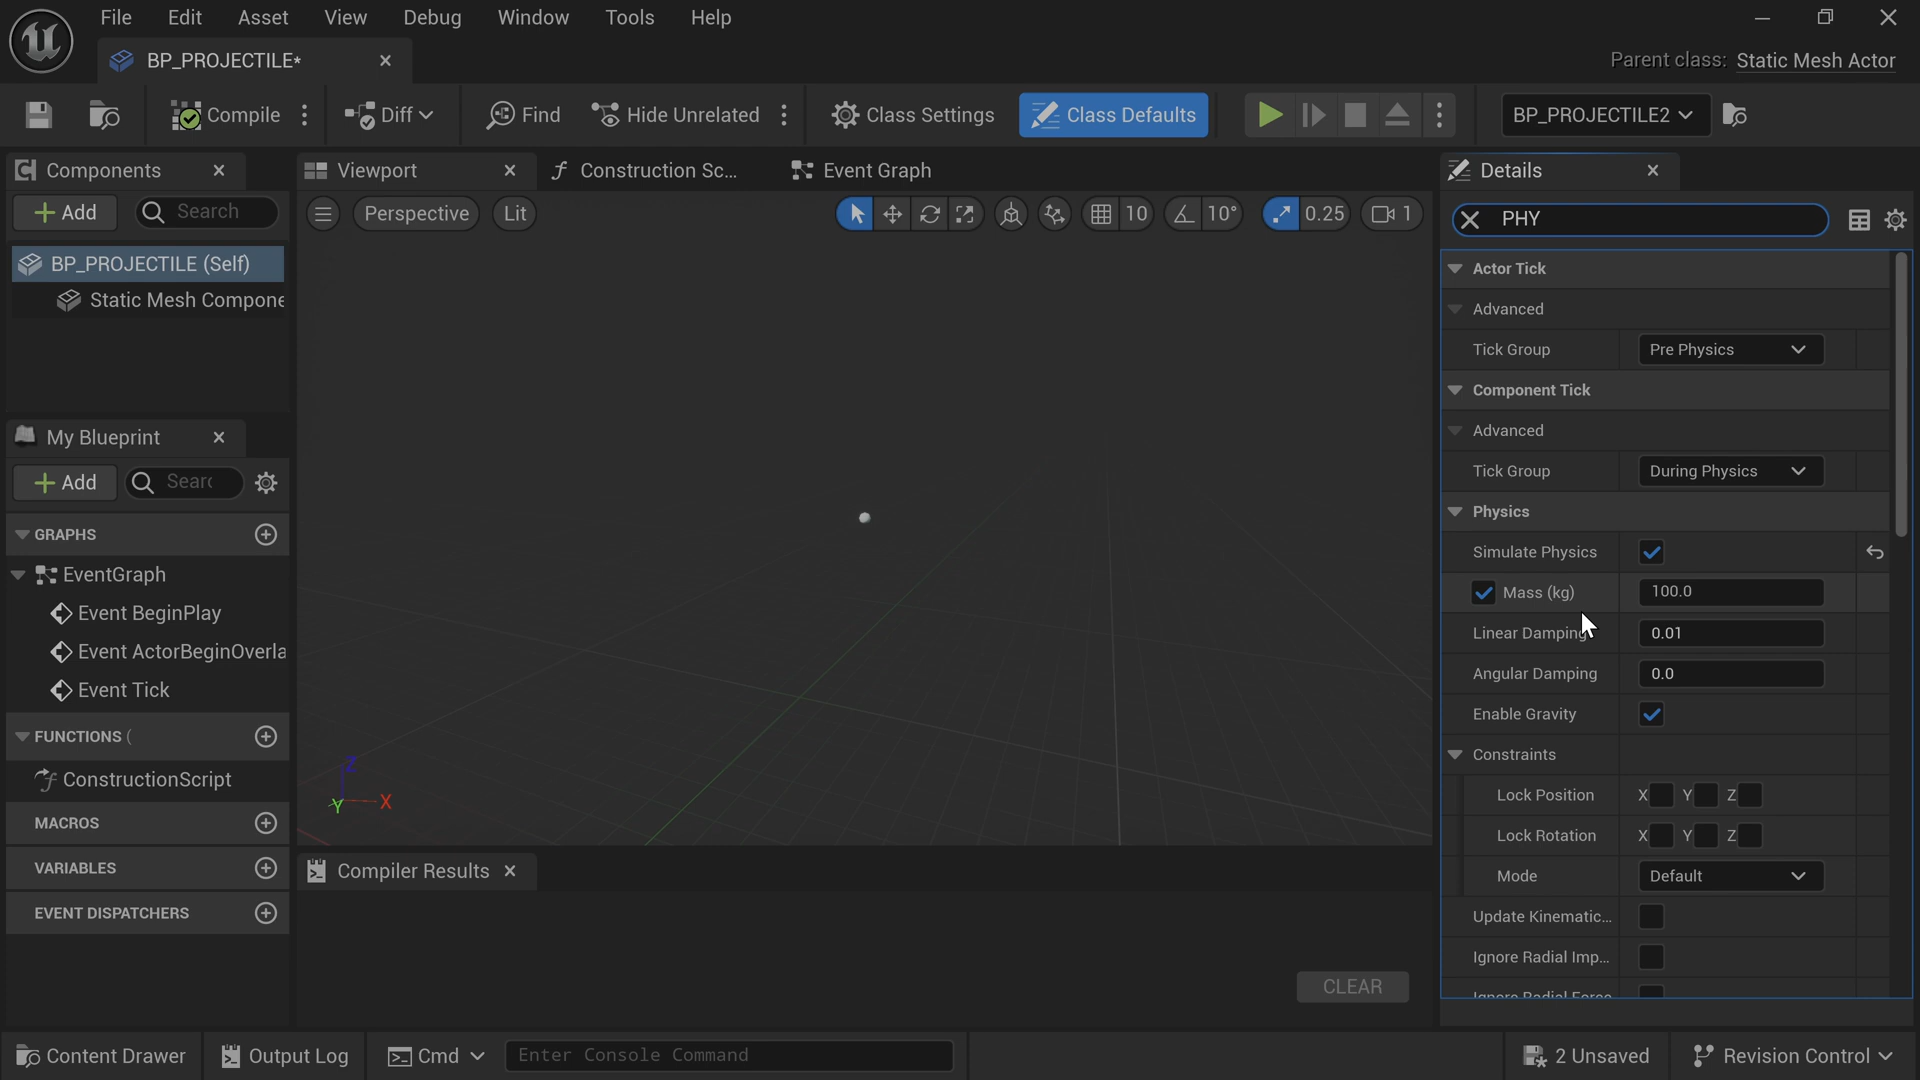 File Edit Asset View Debug Window Tools Help
BP_PROJECTILE*
Parent class: Static Mesh Actor
Compile Diff Find Hide Unrelated Class Settings Class Defaults BP_PROJECTILE2
Components Viewport Construction Sc... Event Graph Details
Add Search Perspective Lit 10 10° 0.25 1 PHY
BP_PROJECTILE (Self)
Static Mesh Compone
Actor Tick
Advanced
Tick Group Pre Physics
Component Tick
Advanced
Tick Group During Physics
Physics
Simulate Physics
Mass (kg) 100.0
Linear Damping 0.01
Angular Damping 0.0
Enable Gravity
Constraints
Lock Position X Y Z
Lock Rotation X Y Z
Mode Default
Update Kinematic...
Ignore Radial Imp...
Ignore Radial Force
My Blueprint
Add Searc
GRAPHS
EventGraph
Event BeginPlay
Event ActorBeginOverla
Event Tick
FUNCTIONS (
ConstructionScript
MACROS
VARIABLES
EVENT DISPATCHERS
Z
Y X
Compiler Results
CLEAR
Content Drawer Output Log Cmd Enter Console Command 2 Unsaved Revision Control